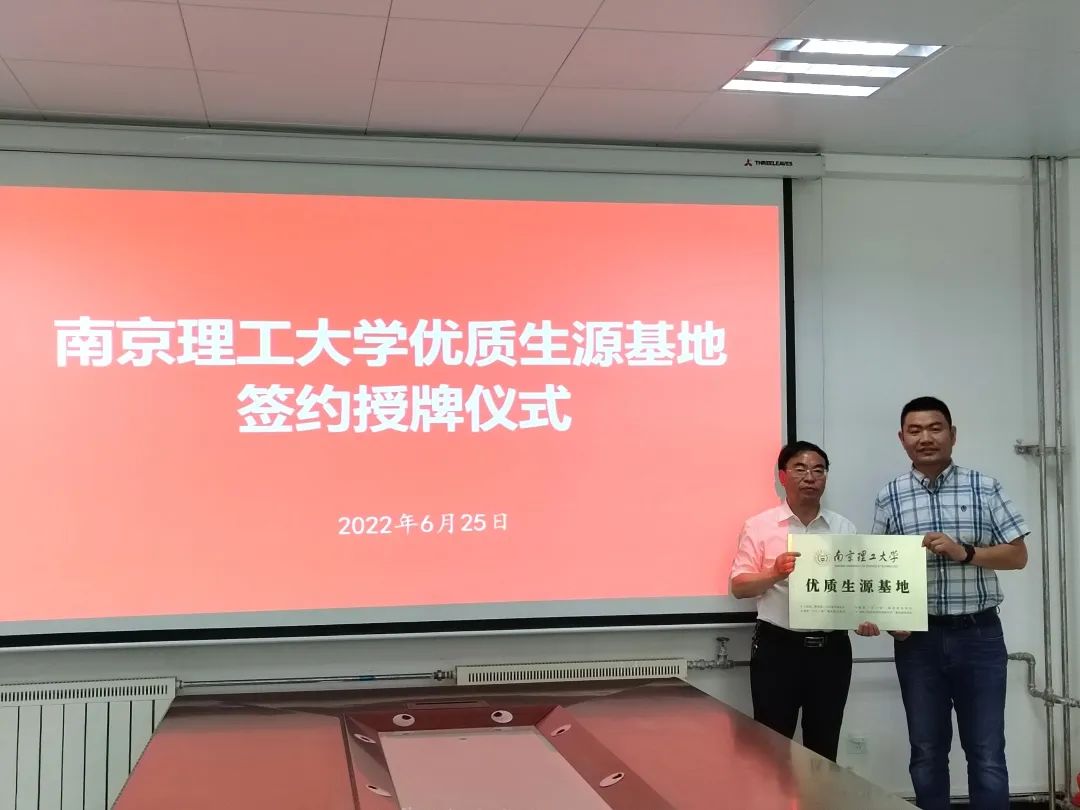 THREELEAVES
南京理工大学优质生源基地
签约授牌仪式
2022年6月25日
南京理工大学
优质生源基地